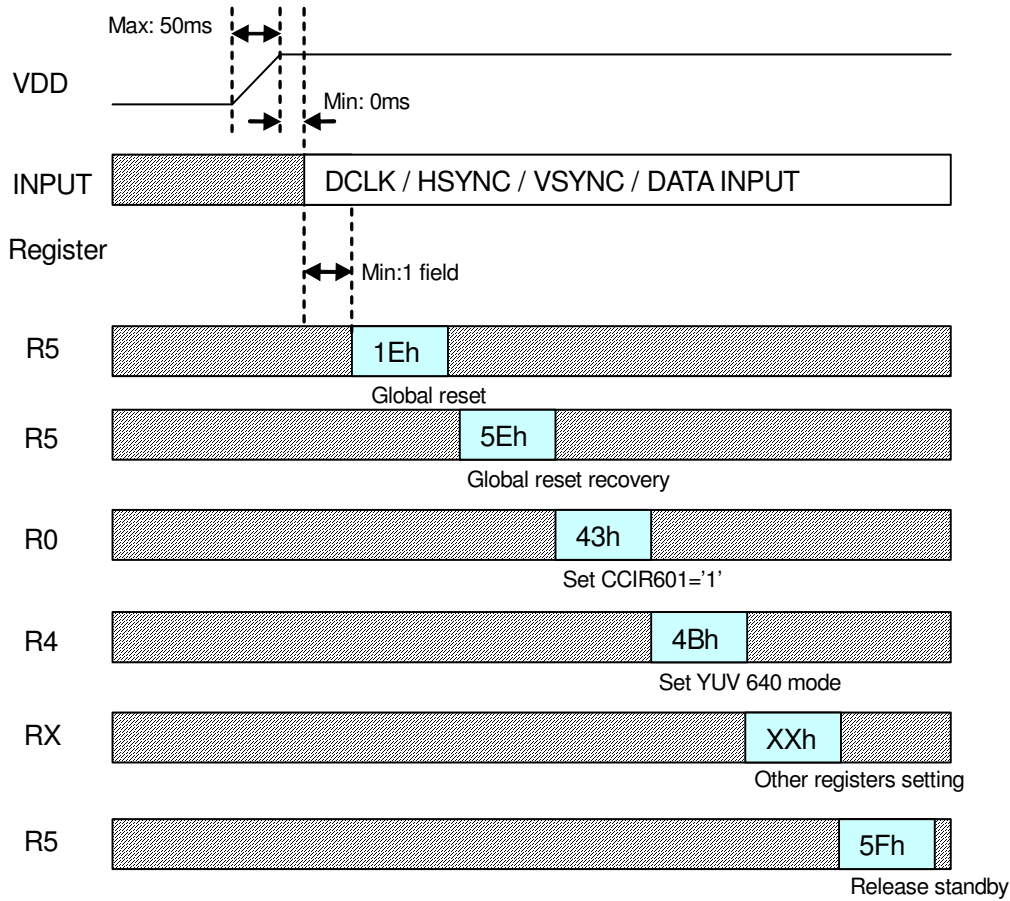 Max: 50ms
VDD
Min: 0ms
INPUT
DCLK / HSYNC / VSYNC / DATA INPUT
Register
Min:1 field
R5
1Eh
Global reset
R5
5Eh
Global reset recovery
R0
43h
Set CCIR601='1'
R4
4Bh
Set YUV 640 mode
RX
XXh
Other registers setting
R5
5Fh
Release standby